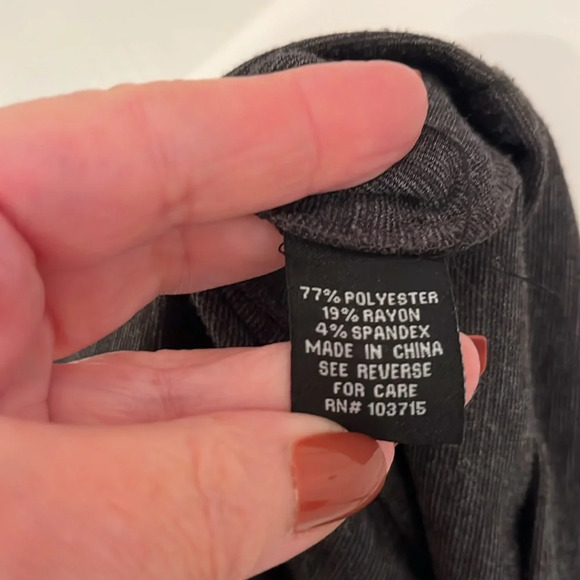 77% POLYESTER
19% RAYON
4% SPANDEX
MADE IN CHINA
SEE REVERSE
FOR CARE
RN# 103715